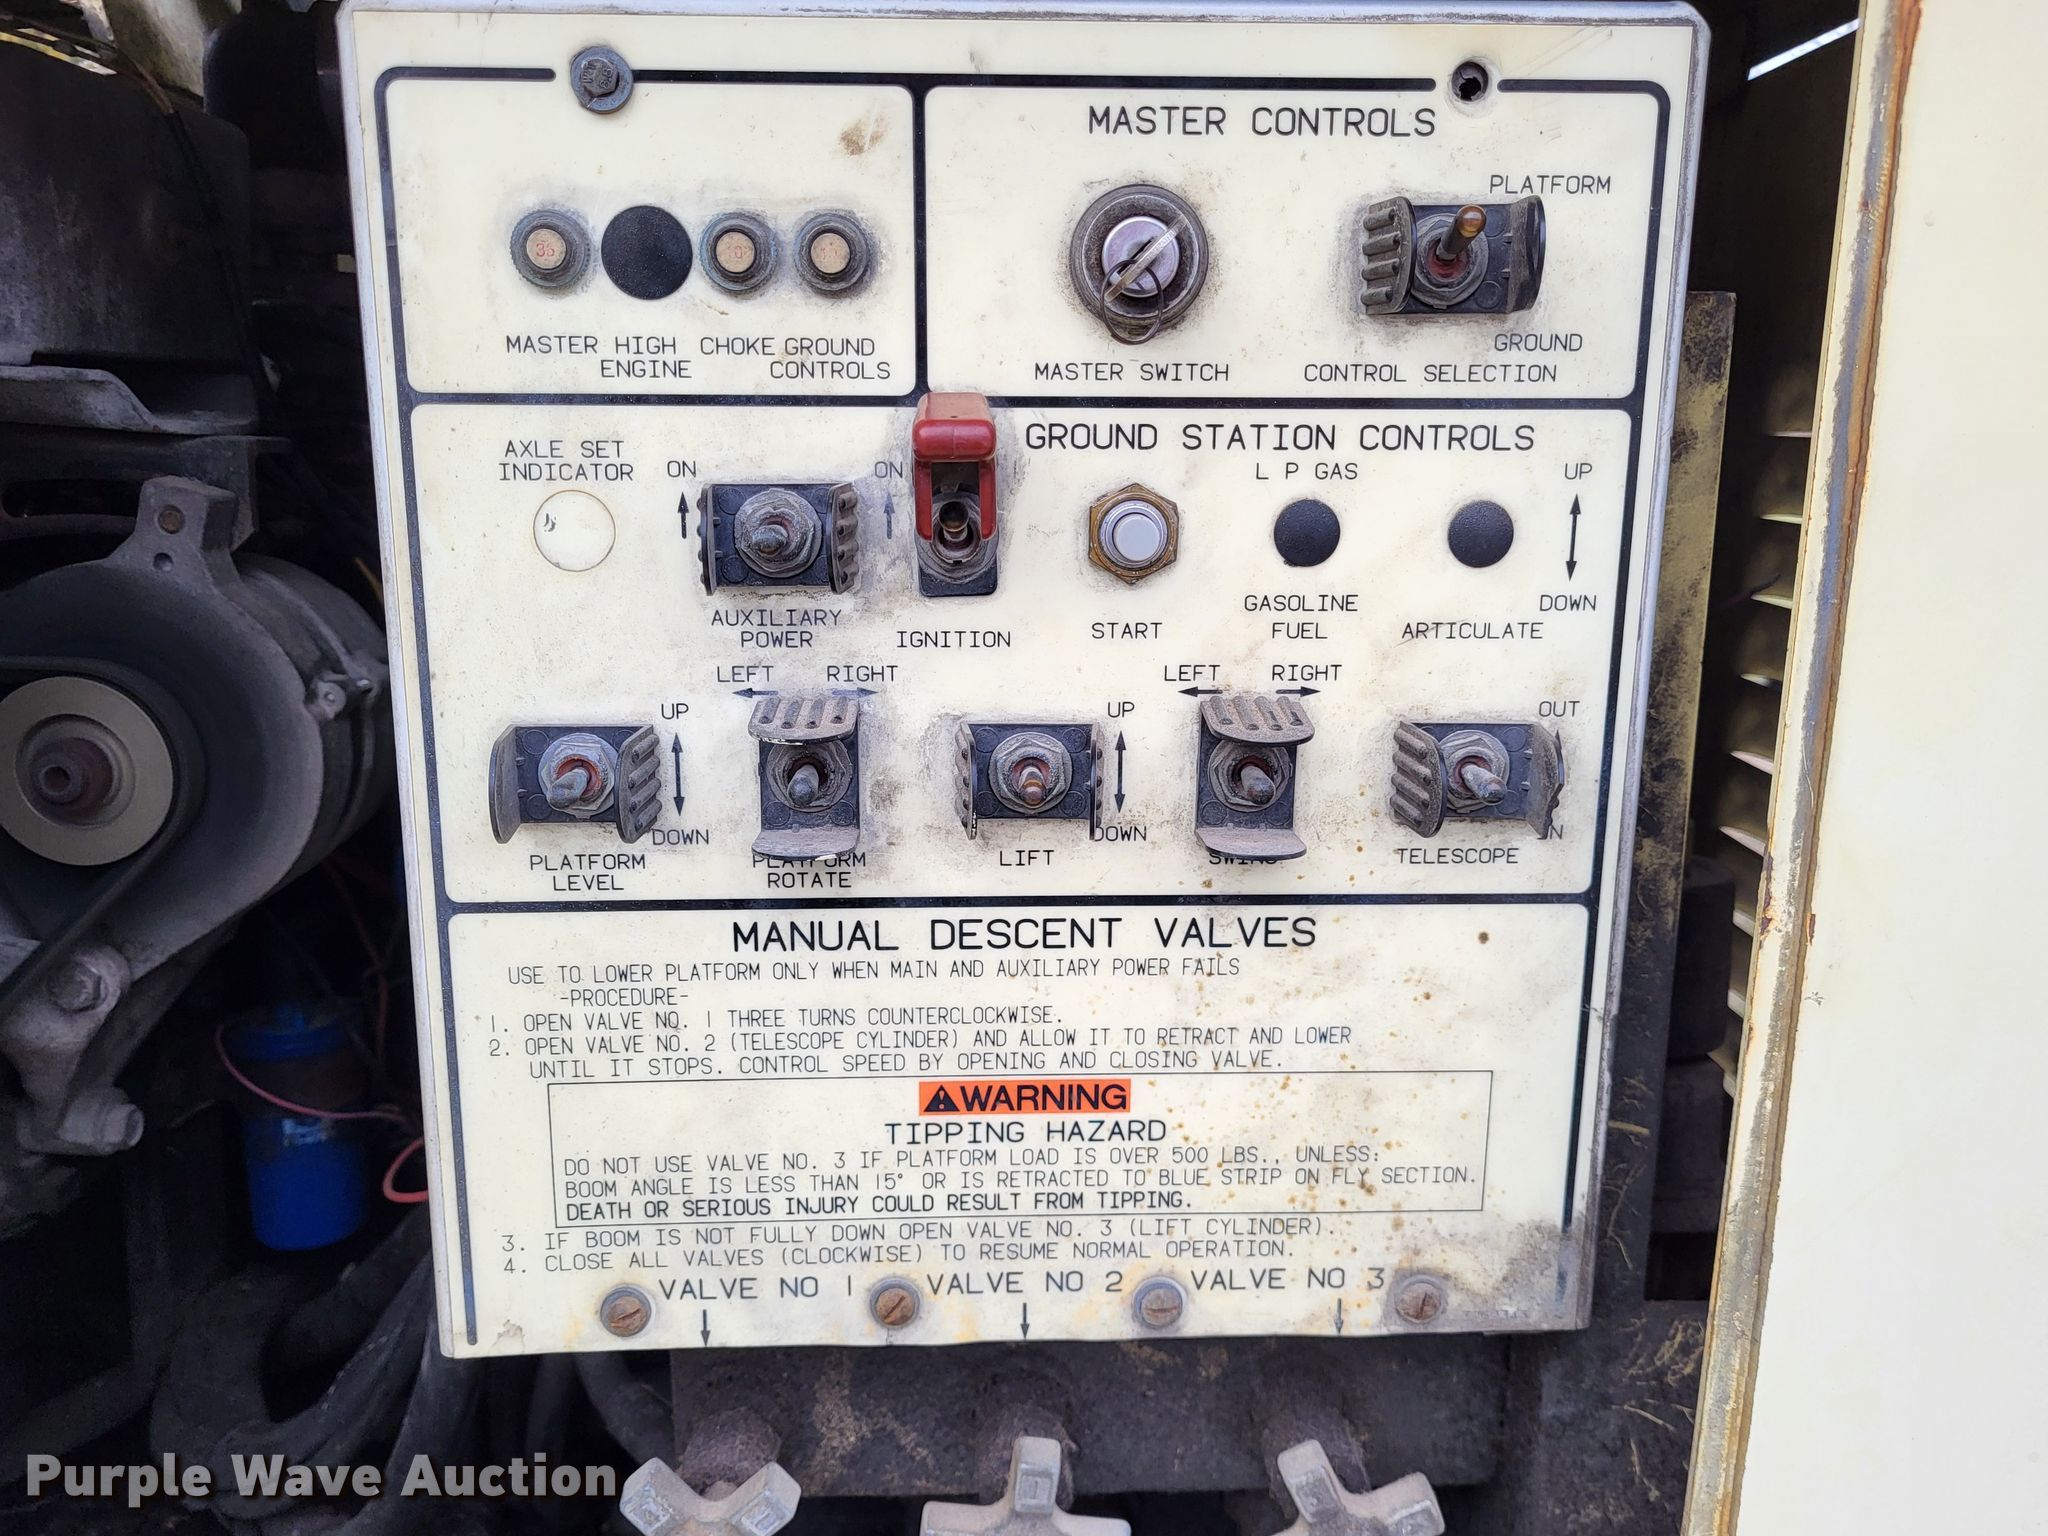 MASTER CONTROLS
PLATFORM
35
10
MASTER HIGH CHOKE GROUND
ENGINE CONTROLS
MASTER SWITCH
GROUND
CONTROL SELECTION
GROUND STATION CONTROLS
AXLE SET
INDICATOR
ON
ON
L P GAS
UP
AUXILIARY
POWER
IGNITION
START
GASOLINE
FUEL
ARTICULATE
DOWN
LEFT RIGHT
LEFT RIGHT
UP
UP
OUT
DOWN
DOWN
PLATFORM
LEVEL
PLATFORM
ROTATE
LIFT
SWING
TELESCOPE
MANUAL DESCENT VALVES
USE TO LOWER PLATFORM ONLY WHEN MAIN AND AUXILIARY POWER FAILS
-PROCEDURE-
1. OPEN VALVE NO. 1 THREE TURNS COUNTERCLOCKWISE.
2. OPEN VALVE NO. 2 (TELESCOPE CYLINDER) AND ALLOW IT TO RETRACT AND LOWER
UNTIL IT STOPS. CONTROL SPEED BY OPENING AND CLOSING VALVE.
WARNING
TIPPING HAZARD
DO NOT USE VALVE NO. 3 IF PLATFORM LOAD IS OVER 500 LBS., UNLESS:
BOOM ANGLE IS LESS THAN 15° OR IS RETRACTED TO BLUE STRIP ON FLY SECTION.
DEATH OR SERIOUS INJURY COULD RESULT FROM TIPPING.
3. IF BOOM IS NOT FULLY DOWN OPEN VALVE NO. 3 (LIFT CYLINDER).
4. CLOSE ALL VALVES (CLOCKWISE) TO RESUME NORMAL OPERATION.
VALVE NO 1 VALVE NO 2 VALVE NO 3
Purple Wave Auction